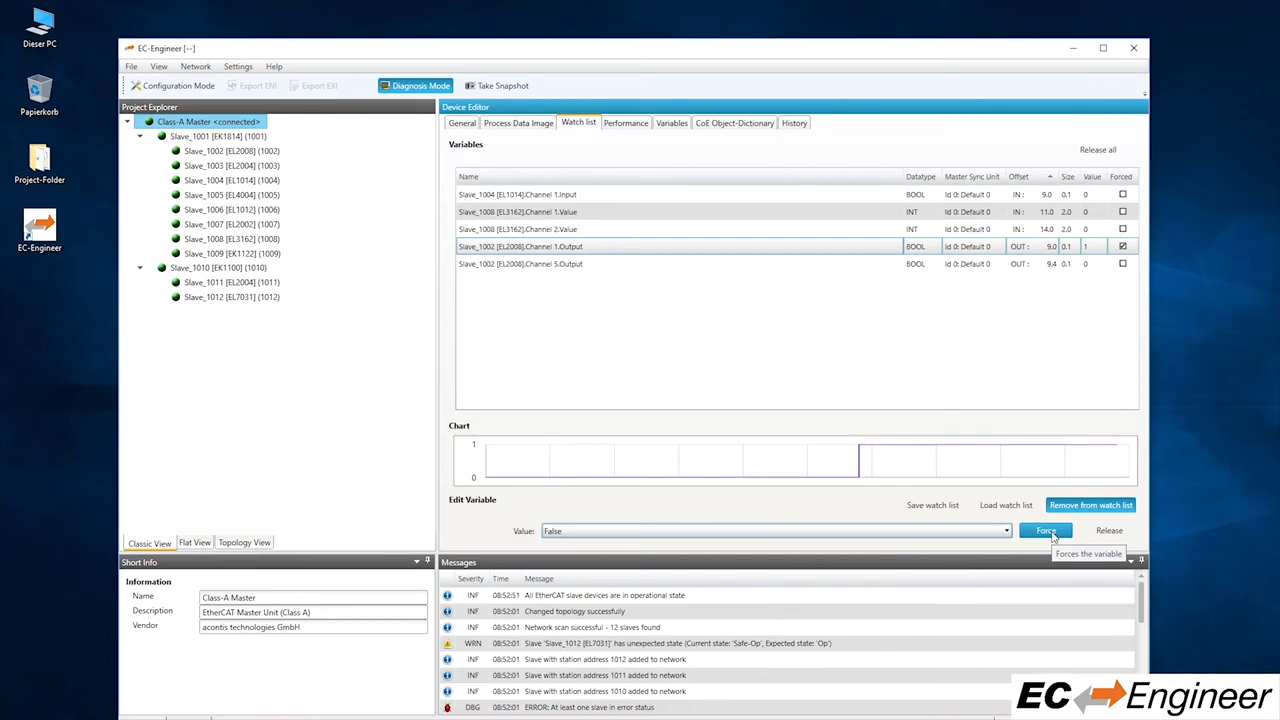 Dieser PC
Papierkorb
Project-Folder
EC-Engineer
EC-Engineer [--]
File View Network Settings Help
Configuration Mode Export ENI Export EXI Diagnosis Mode Take Snapshot
Project Explorer
Class-A Master <connected>
Slave_1001 [EK1814] (1001)
Slave_1002 [EL2008] (1002)
Slave_1003 [EL2004] (1003)
Slave_1004 [EL1014] (1004)
Slave_1005 [EL4004] (1005)
Slave_1006 [EL1012] (1006)
Slave_1007 [EL2002] (1007)
Slave_1008 [EL3162] (1008)
Slave_1009 [EK1122] (1009)
Slave_1010 [EK1100] (1010)
Slave_1011 [EL2004] (1011)
Slave_1012 [EL7031] (1012)
Classic View Flat View Topology View
Short Info
Information
Name Class-A Master
Description EtherCAT Master Unit (Class A)
Vendor acontis technologies GmbH
Device Editor
General Process Data Image Watch list Performance Variables CoE Object-Dictionary History
Variables
Release all
Name Datatype Master Sync Unit Offset Size Value Forced
Slave_1004 [EL1014].Channel 1.Input BOOL Id 0: Default 0 IN : 9.0 0.1 0
Slave_1008 [EL3162].Channel 1.Value INT Id 0: Default 0 IN : 11.0 2.0 0
Slave_1008 [EL3162].Channel 2.Value INT Id 0: Default 0 IN : 14.0 2.0 0
Slave_1002 [EL2008].Channel 1.Output BOOL Id 0: Default 0 OUT : 9.0 0.1 1
Slave_1002 [EL2008].Channel 5.Output BOOL Id 0: Default 0 OUT : 9.4 0.1 0
Chart
1
0
Edit Variable
Save watch list Load watch list Remove from watch list
Value: False Force Release
Forces the variable
Messages
Severity Time Message
INF 08:52:51 All EtherCAT slave devices are in operational state
INF 08:52:01 Changed topology successfully
INF 08:52:01 Network scan successful - 12 slaves found
WRN 08:52:01 Slave 'Slave_1012 [EL7031]' has unexpected state (Current state: 'Safe-Op', Expected state: 'Op')
INF 08:52:01 Slave with station address 1012 added to network
INF 08:52:01 Slave with station address 1011 added to network
INF 08:52:01 Slave with station address 1010 added to network
DBG 08:52:01 ERROR: At least one slave in error status
EC Engineer